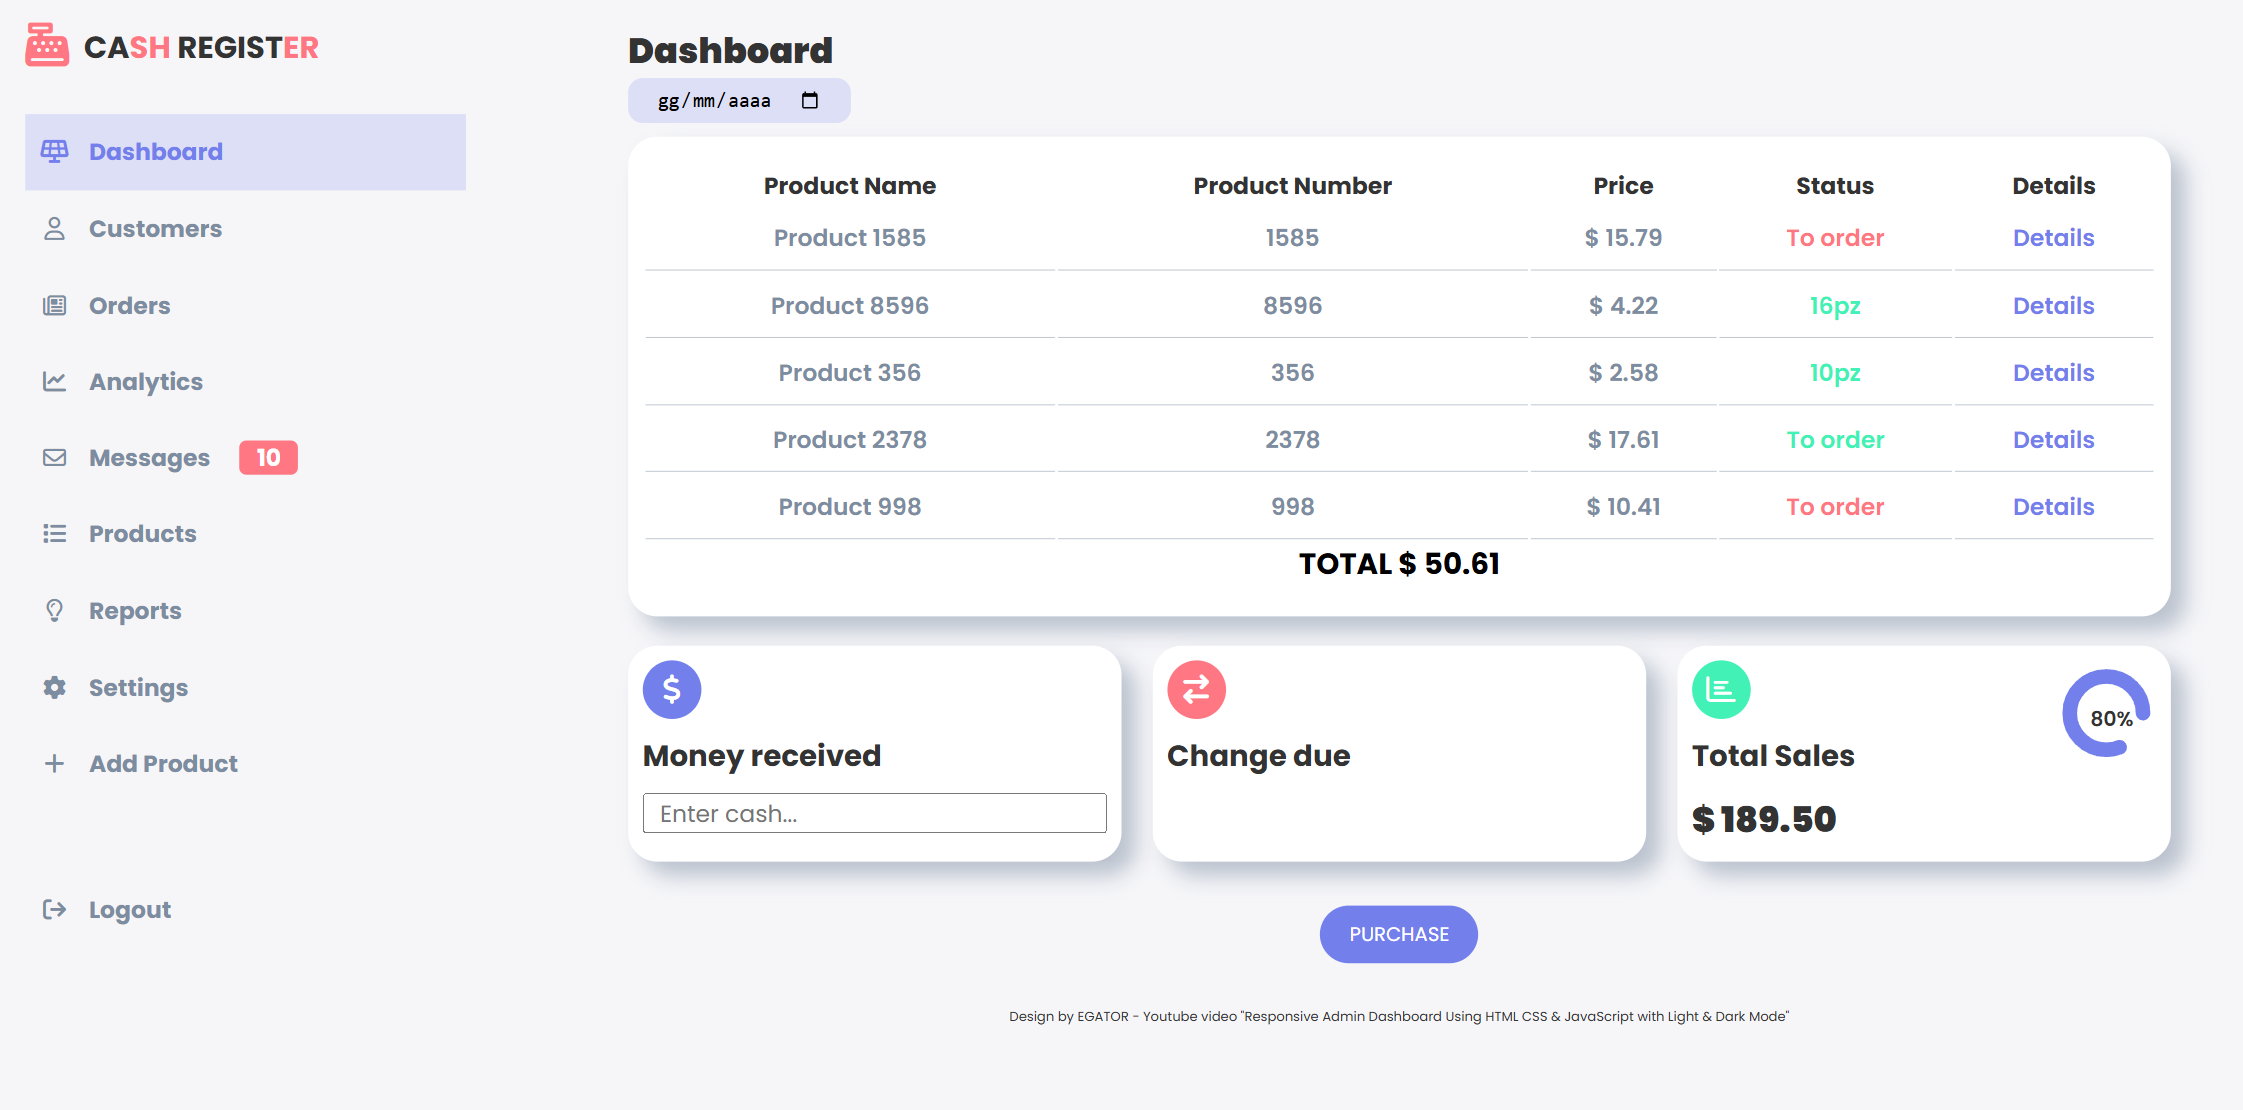 CASH REGISTER
Dashboard
Customers
Orders
Analytics
Messages 10
Products
Reports
Settings
Add Product
Logout
Dashboard
gg/mm/aaaa
Product Name Product Number Price Status Details
Product 1585 1585 $ 15.79 To order Details
Product 8596 8596 $ 4.22 16pz Details
Product 356 356 $ 2.58 10pz Details
Product 2378 2378 $ 17.61 To order Details
Product 998 998 $ 10.41 To order Details
TOTAL $ 50.61
Money received
Enter cash...
Change due
Total Sales
$ 189.50
80%
PURCHASE
Design by EGATOR - Youtube video "Responsive Admin Dashboard Using HTML CSS & JavaScript with Light & Dark Mode"